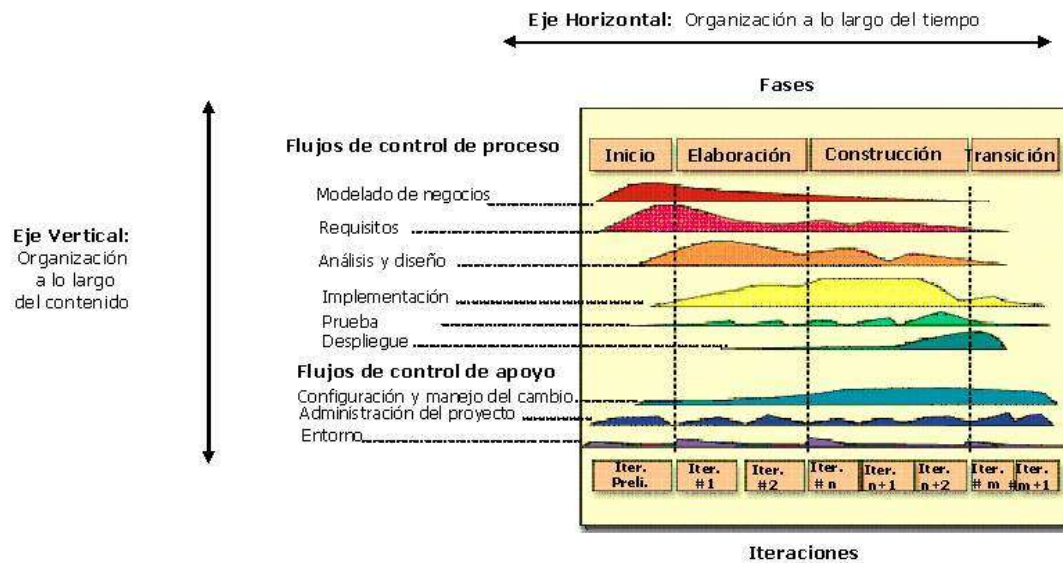 Eje Horizontal: Organización a lo largo del tiempo
Fases
Flujos de control de proceso
Inicio
Elaboración
Construcción
Transición
Modelado de negocios
Requisitos
Análisis y diseño
Implementación
Prueba
Despliegue
Eje Vertical:
Organización
a lo largo
del contenido
Flujos de control de apoyo
Configuración y manejo del cambio
Administración del proyecto
Entorno
Iter.
Preli.
Iter.
#1
Iter.
#2
Iter.
# n
Iter.
n+1
Iter.
n+2
Iter.
# m
Iter.
#m+1
Iteraciones